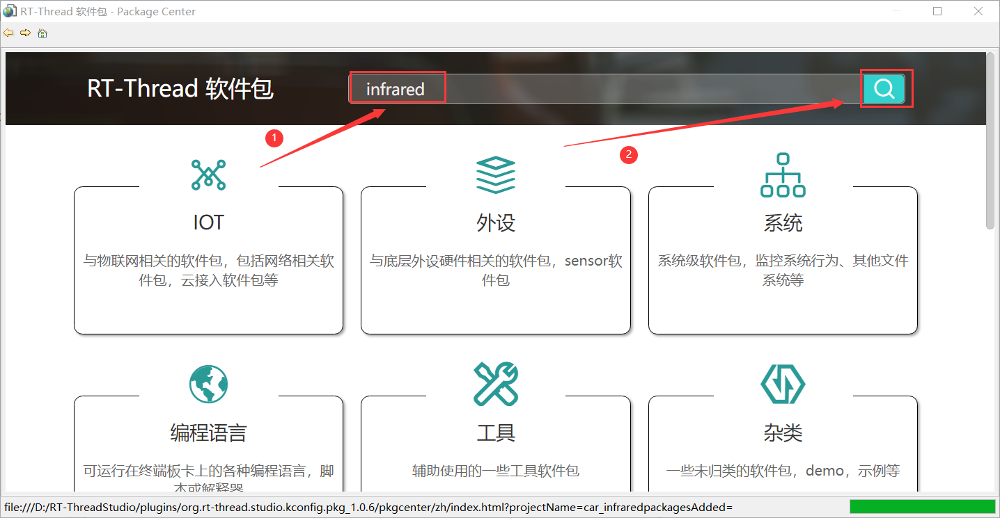 RT-Thread 软件包 - Package Center
RT-Thread 软件包
infrared
1
2
IOT
与物联网相关的软件包，包括网络相关软
件包，云接入软件包等
外设
与底层外设硬件相关的软件包，sensor软
件包
系统
系统级软件包，监控系统行为、其他文件
系统等
编程语言
可运行在终端板卡上的各种编程语言，脚
本或解释器
工具
辅助使用的一些工具软件包
杂类
一些未归类的软件包，demo，示例等
file:///D:/RT-ThreadStudio/plugins/org.rt-thread.studio.kconfig.pkg_1.0.6/pkgcenter/zh/index.html?projectName=car_infraredpackagesAdded=